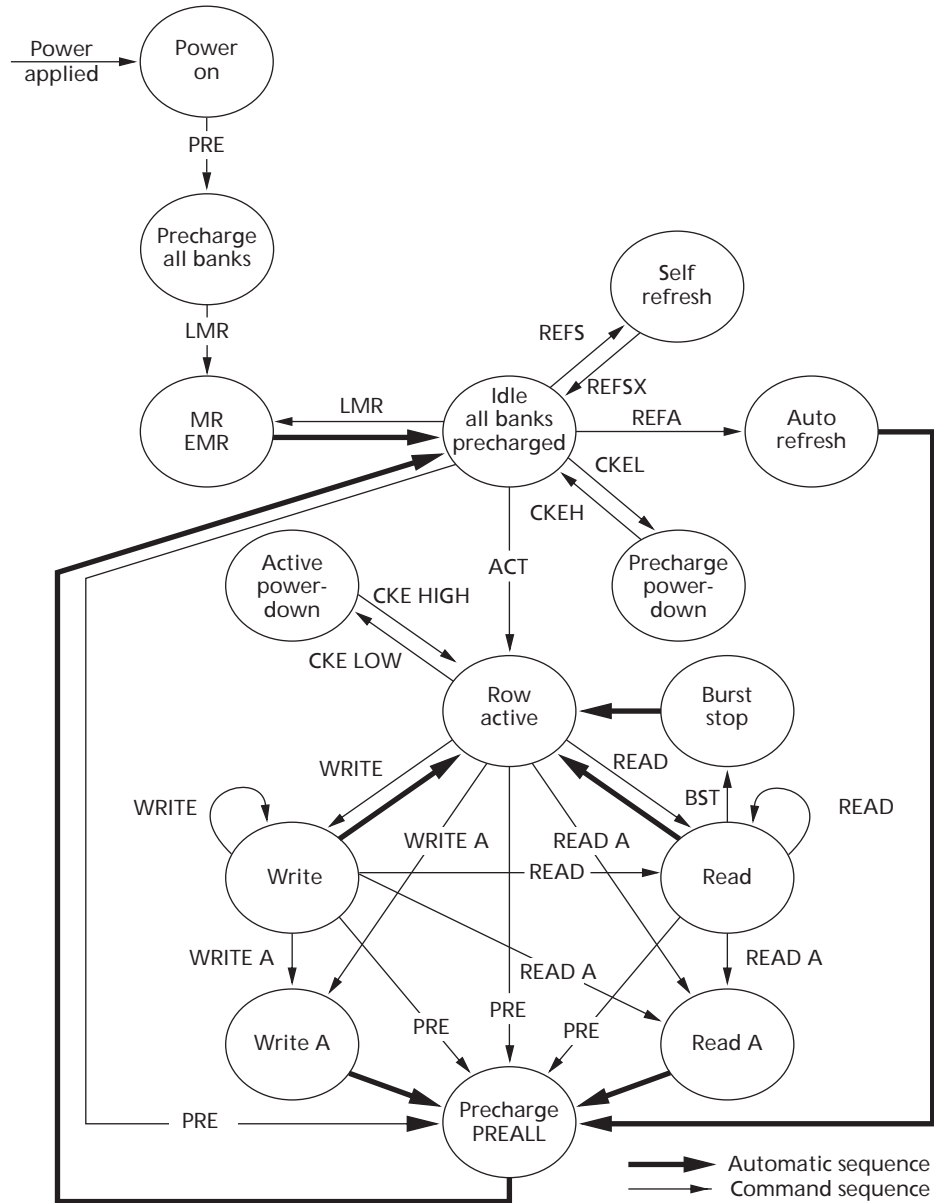 Power
applied
Power
on
PRE
Precharge
all banks
LMR
Self
refresh
REFS
REFSX
MR
EMR
LMR
Idle
all banks
precharged
REFA
Auto
refresh
CKEL
CKEH
ACT
Active
power-
down
CKE HIGH
CKE LOW
Precharge
power-
down
Row
active
Burst
stop
WRITE
READ
BST
WRITE
READ
WRITE A
READ A
Write
READ
Read
WRITE A
READ A
READ A
Write A
PRE
PRE
PRE
Read A
PRE
Precharge
PREALL
Automatic sequence
Command sequence